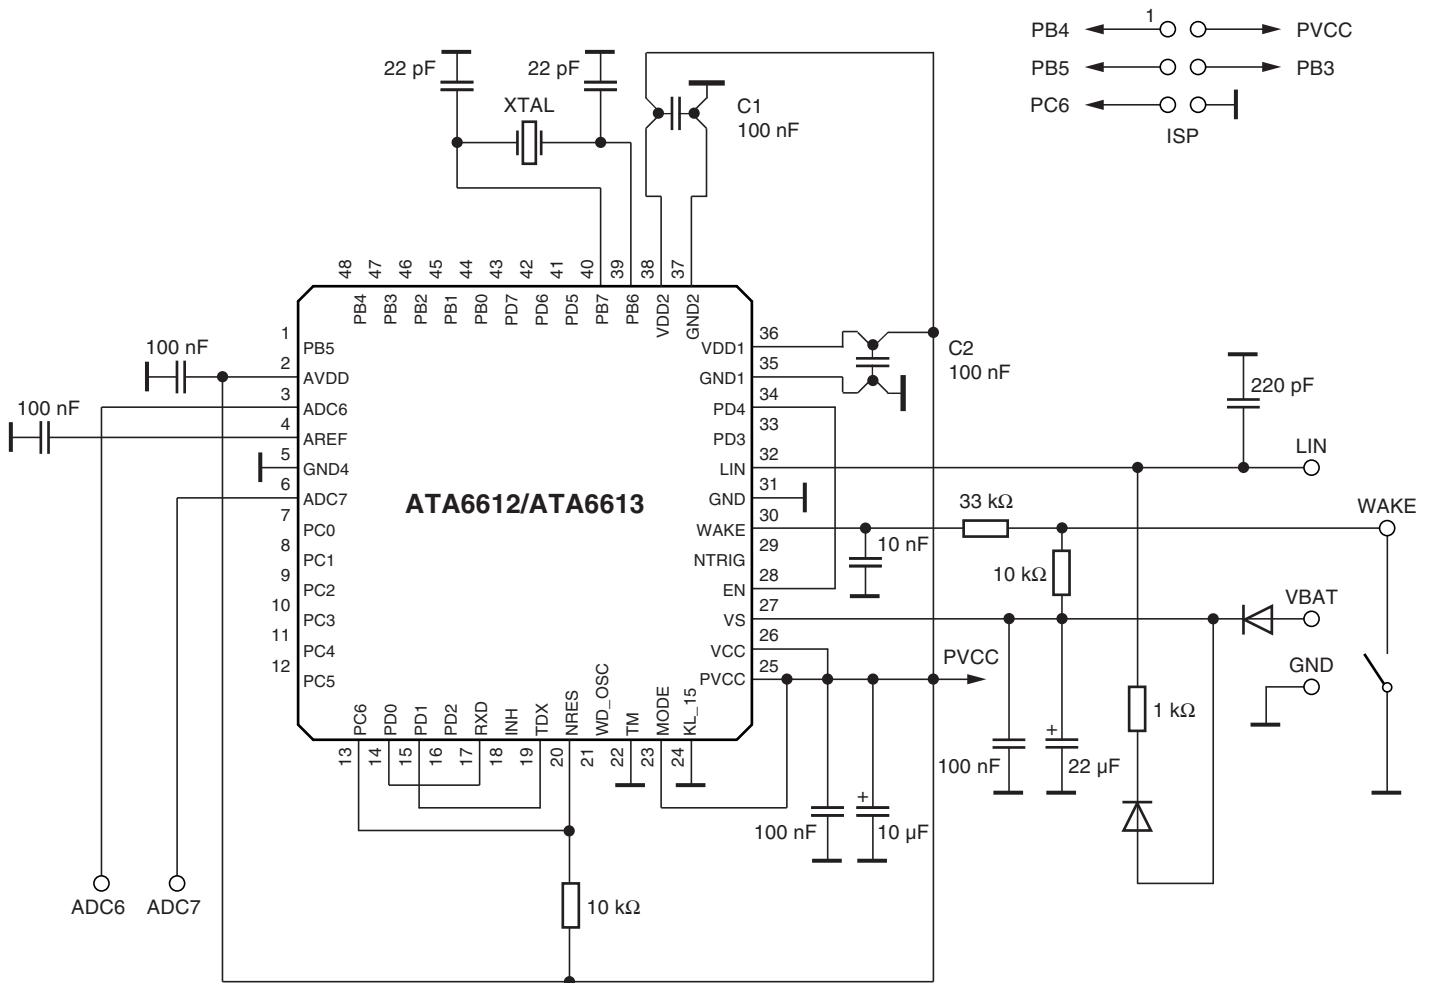 PB4 1 PVCC
PB5 PB3
PC6
ISP
22 pF 22 pF
XTAL
C1
100 nF
48 47 46 45 44 43 42 41 40 39 38 37
PB4 PB3 PB2 PB1 PB0 PD7 PD6 PD5 PB7 PB6 VDD2 GND2
100 nF
100 nF
1 PB5
2 AVDD
3 ADC6
4 AREF
5 GND4
6 ADC7
7 PC0
8 PC1
9 PC2
10 PC3
11 PC4
12 PC5
ATA6612/ATA6613
36 VDD1
35 GND1
34 PD4
33 PD3
32 LIN
31 GND
30 WAKE
29 NTRIG
28 EN
27 VS
26 VCC
25 PVCC
C2
100 nF
220 pF
LIN
33 kΩ
WAKE
10 nF
10 kΩ
VBAT
PVCC
GND
1 kΩ
100 nF
+
22 µF
PC6 PD0 PD1 PD2 RXD INH TDX NRES WD_OSC TM MODE KL_15
13 14 15 16 17 18 19 20 21 22 23 24
100 nF
+
10 µF
ADC6 ADC7
10 kΩ